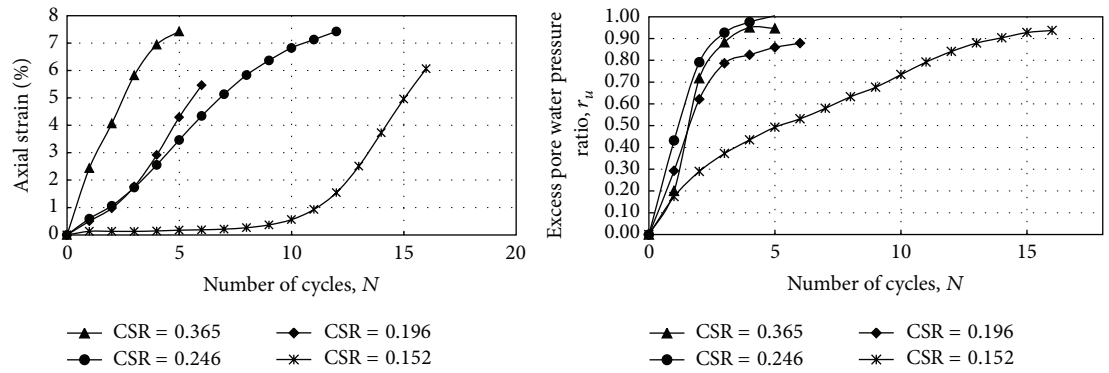 Axial strain (%)
8
7
6
5
4
3
2
1
0
0 5 10 15 20
Number of cycles, N
CSR = 0.365
CSR = 0.196
CSR = 0.246
CSR = 0.152
Excess pore water pressure
ratio, r_u
1.00
0.90
0.80
0.70
0.60
0.50
0.40
0.30
0.20
0.10
0.00
0 5 10 15
Number of cycles, N
CSR = 0.365
CSR = 0.196
CSR = 0.246
CSR = 0.152